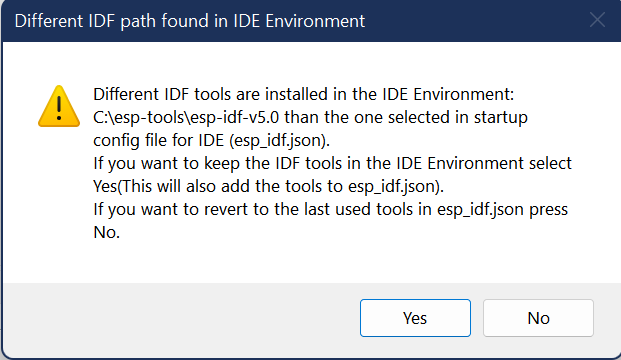 Different IDF path found in IDE Environment
Different IDF tools are installed in the IDE Environment:
C:\esp-tools\esp-idf-v5.0 than the one selected in startup
config file for IDE (esp_idf.json).
If you want to keep the IDF tools in the IDE Environment select
Yes(This will also add the tools to esp_idf.json).
If you want to revert to the last used tools in esp_idf.json press
No.
Yes
No